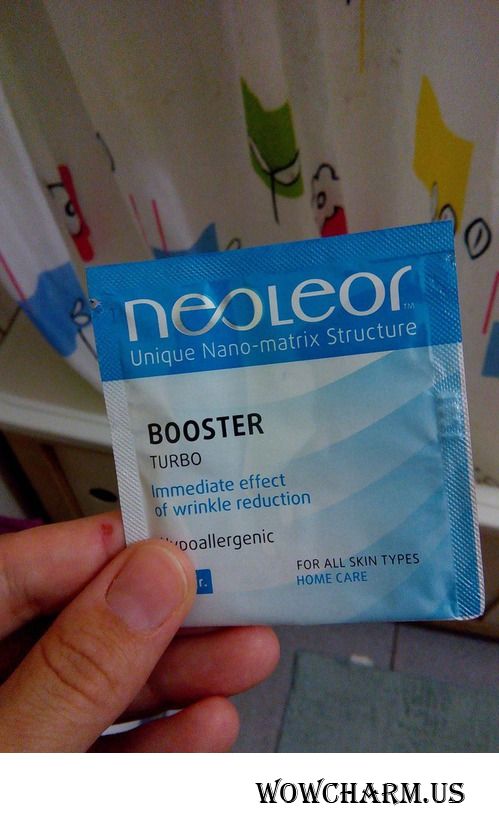 neoleor™
Unique Nano-matrix Structure
BOOSTER
TURBO
Immediate effect
of wrinkle reduction
FOR ALL SKIN TYPES
HOME CARE
r.
WOWCHARM.US